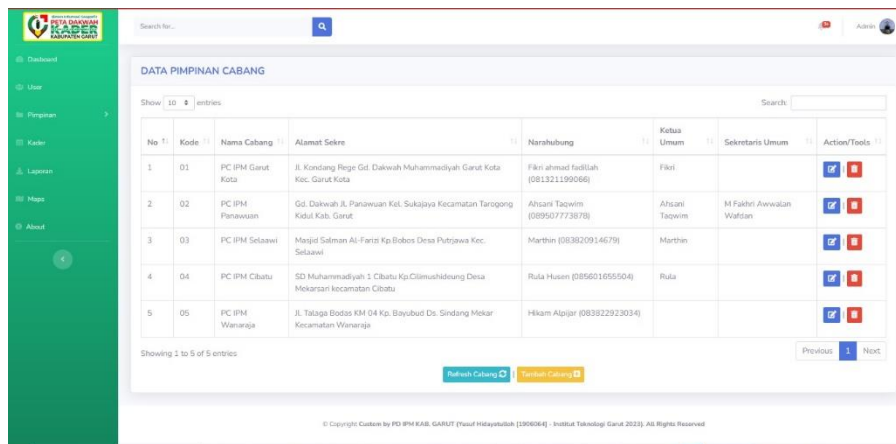 PETA DAKWAH
KADER
KABUPATEN GARUT
Search for...
Admin
Dasboard
User
Pimpinan
Kader
Laporan
Maps
About
DATA PIMPINAN CABANG
Show 10 entries
Search:
No Kode Nama Cabang Alamat Sekre Narahubung Ketua Umum Sekretaris Umum Action/Tools
1 01 PC IPM Garut Kota Jl. Kondang Rege Gd. Dakwah Muhammadiyah Garut Kota Kec. Garut Kota Fikri ahmad fadillah (081321199066) Fikri
2 02 PC IPM Panawuan Gd. Dakwah JL Panawuan Kel. Sukajaya Kecamatan Tarogong Kidul Kab. Garut Ahsani Taqwim (089507773878) Ahsani Taqwim M Fakhri Awwalan Wafdan
3 03 PC IPM Selaawi Masjid Salman Al-Farizi Kp.Bobos Desa Putrjawa Kec. Selaawi Marthin (083820914679) Marthin
4 04 PC IPM Cibatu SD Muhammadiyah 1 Cibatu Kp.Cilimushideung Desa Mekarsari kecamatan Cibatu Rula Husen (085601655504) Rula
5 05 PC IPM Wanaraja Jl. Talaga Bodas KM 04 Kp. Bayubud Ds. Sindang Mekar Kecamatan Wanaraja Hikam Alpijar (083822923034)
Showing 1 to 5 of 5 entries
Previous 1 Next
Refresh Cabang | Tambah Cabang
© Copyright Custom by PD IPM KAB. GARUT (Yusuf Hidayatulloh [1906064] - Institut Teknologi Garut 2023). All Rights Reserved